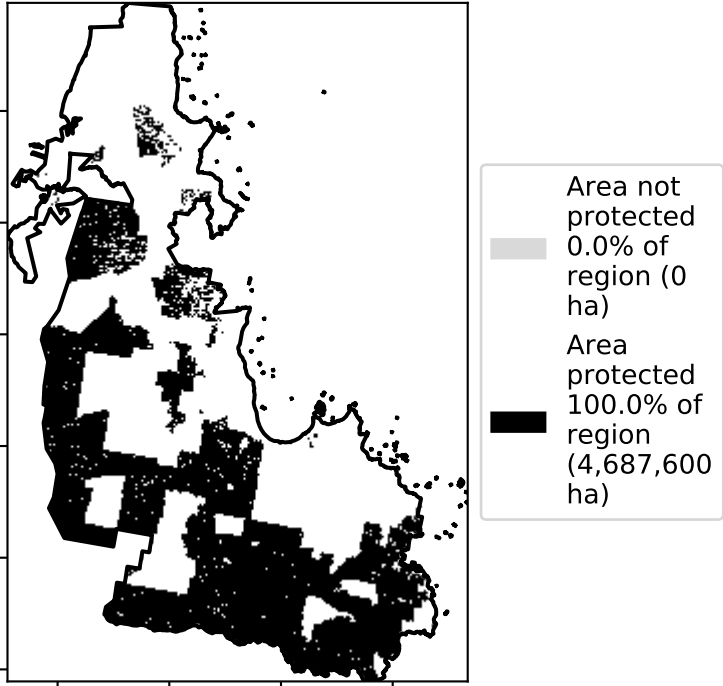 Area not
protected
0.0% of
region (0
ha)
Area
protected
100.0% of
region
(4,687,600
ha)